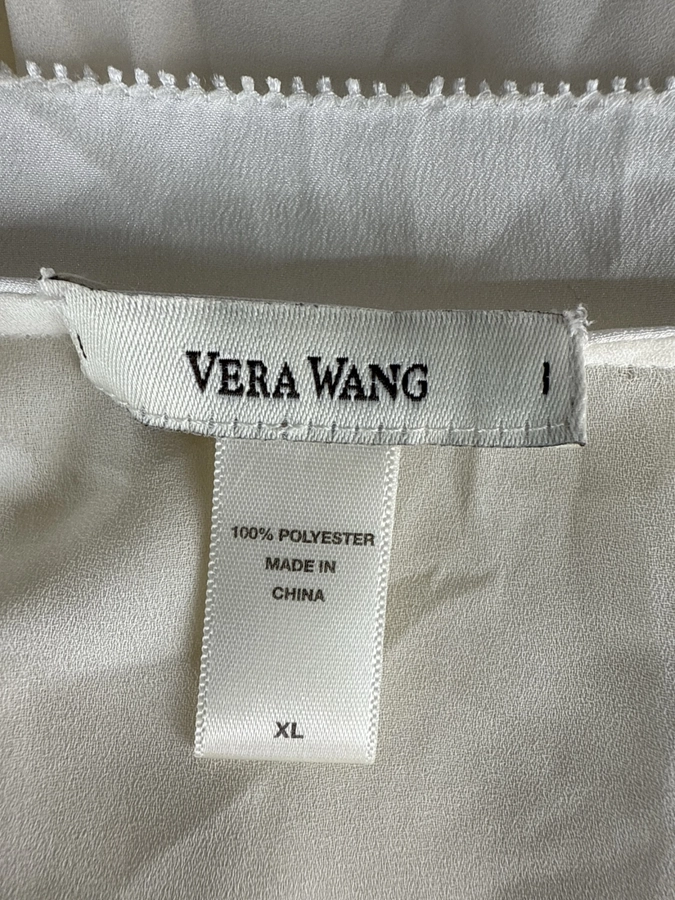 VERA WANG
100% POLYESTER
MADE IN
CHINA
XL